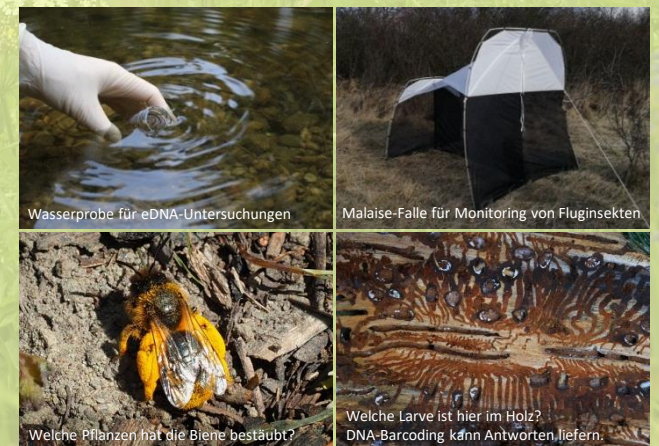 Wasserprobe für eDNA-Untersuchungen
Malaise-Falle für Monitoring von Fluginsekten
Welche Pflanzen hat die Biene bestäubt?
Welche Larve ist hier im Holz?
DNA-Barcoding kann Antworten liefern.